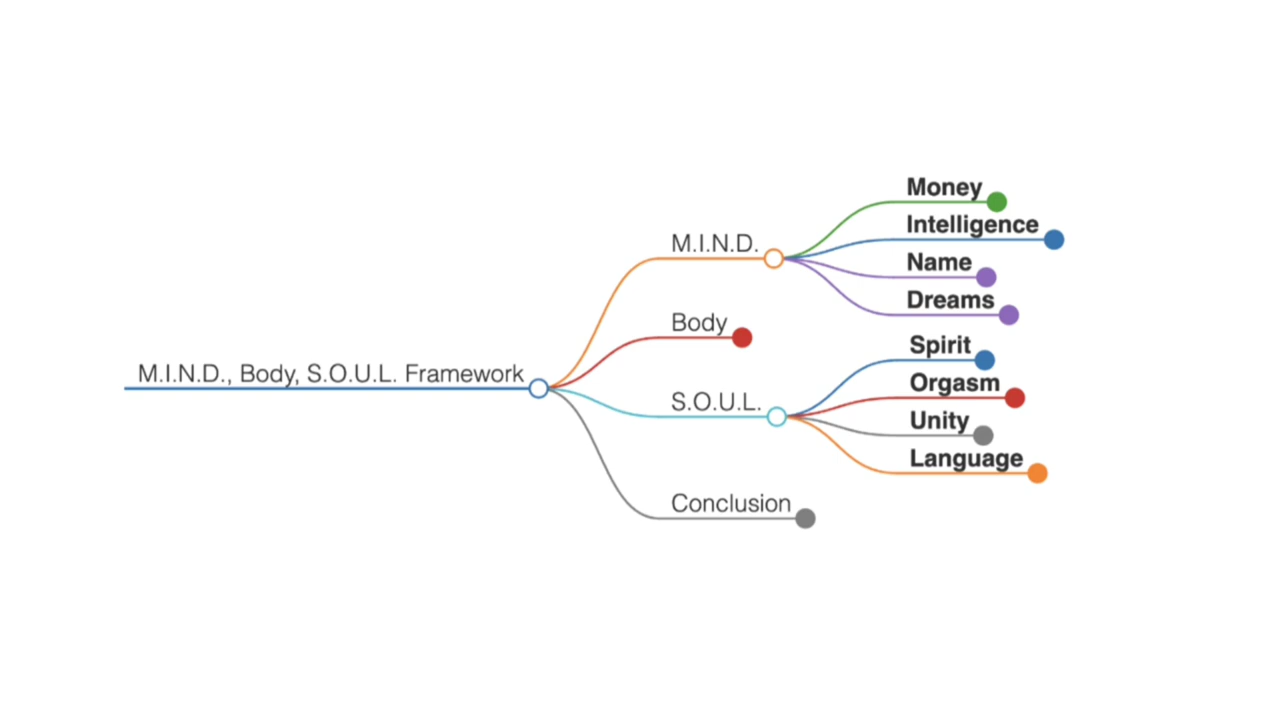 M.I.N.D., Body, S.O.U.L. Framework
M.I.N.D.
Money
Intelligence
Name
Dreams
Body
S.O.U.L.
Spirit
Orgasm
Unity
Language
Conclusion